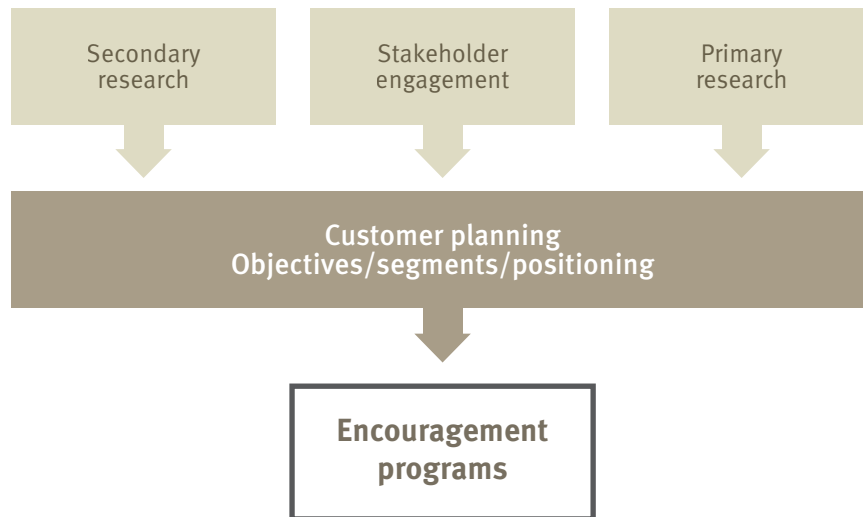 Secondary
research
Stakeholder
engagement
Primary
research
Customer planning
Objectives/segments/positioning
Encouragement
programs